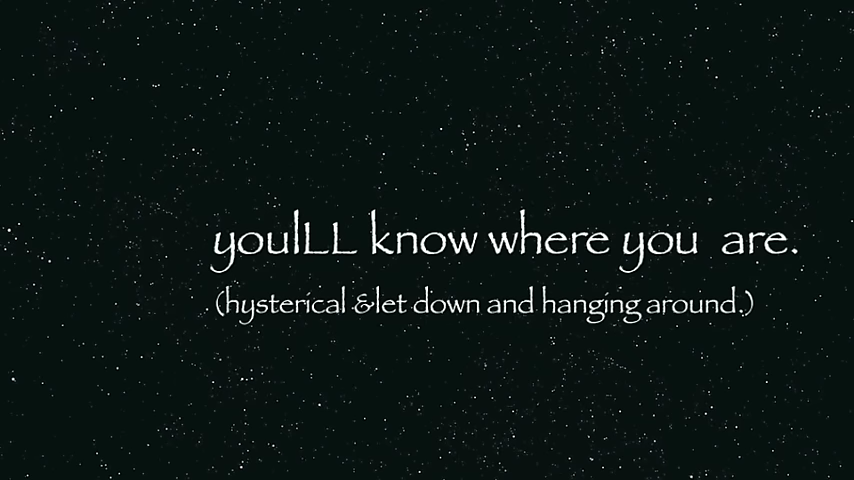 youlLL know where you are.
(hysterical &let down and hanging around.)